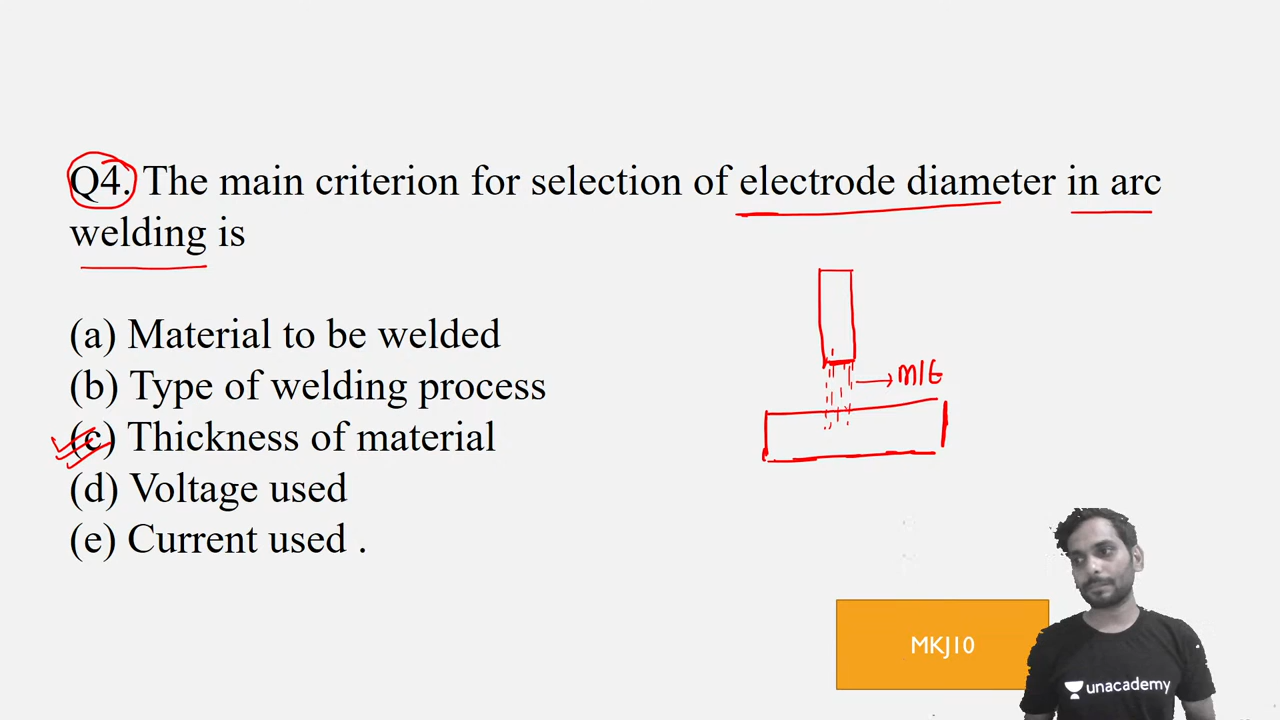 Q4. The main criterion for selection of electrode diameter in arc
welding is
(a) Material to be welded
(b) Type of welding process
(c) Thickness of material
(d) Voltage used
(e) Current used .
MKJ10
unacademy